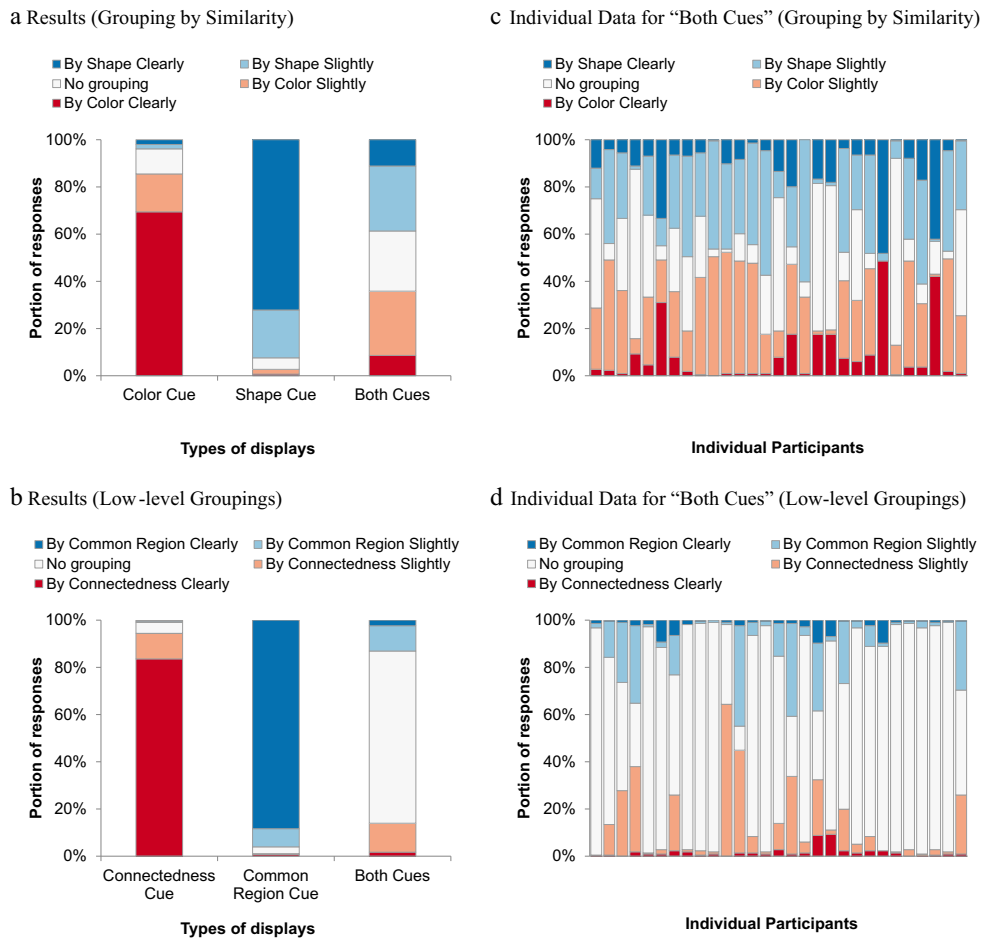 a Results (Grouping by Similarity)
By Shape Clearly
By Shape Slightly
No grouping
By Color Slightly
By Color Clearly
Portion of responses
100%
80%
60%
40%
20%
0%
Color Cue
Shape Cue
Both Cues
Types of displays
c Individual Data for “Both Cues” (Grouping by Similarity)
By Shape Clearly
By Shape Slightly
No grouping
By Color Slightly
By Color Clearly
Portion of responses
100%
80%
60%
40%
20%
0%
Individual Participants
b Results (Low-level Groupings)
By Common Region Clearly
By Common Region Slightly
No grouping
By Connectedness Slightly
By Connectedness Clearly
Portion of responses
100%
80%
60%
40%
20%
0%
Connectedness
Cue
Common
Region Cue
Both Cues
Types of displays
d Individual Data for “Both Cues” (Low-level Groupings)
By Common Region Clearly
By Common Region Slightly
No grouping
By Connectedness Slightly
By Connectedness Clearly
Portion of responses
100%
80%
60%
40%
20%
0%
Individual Participants